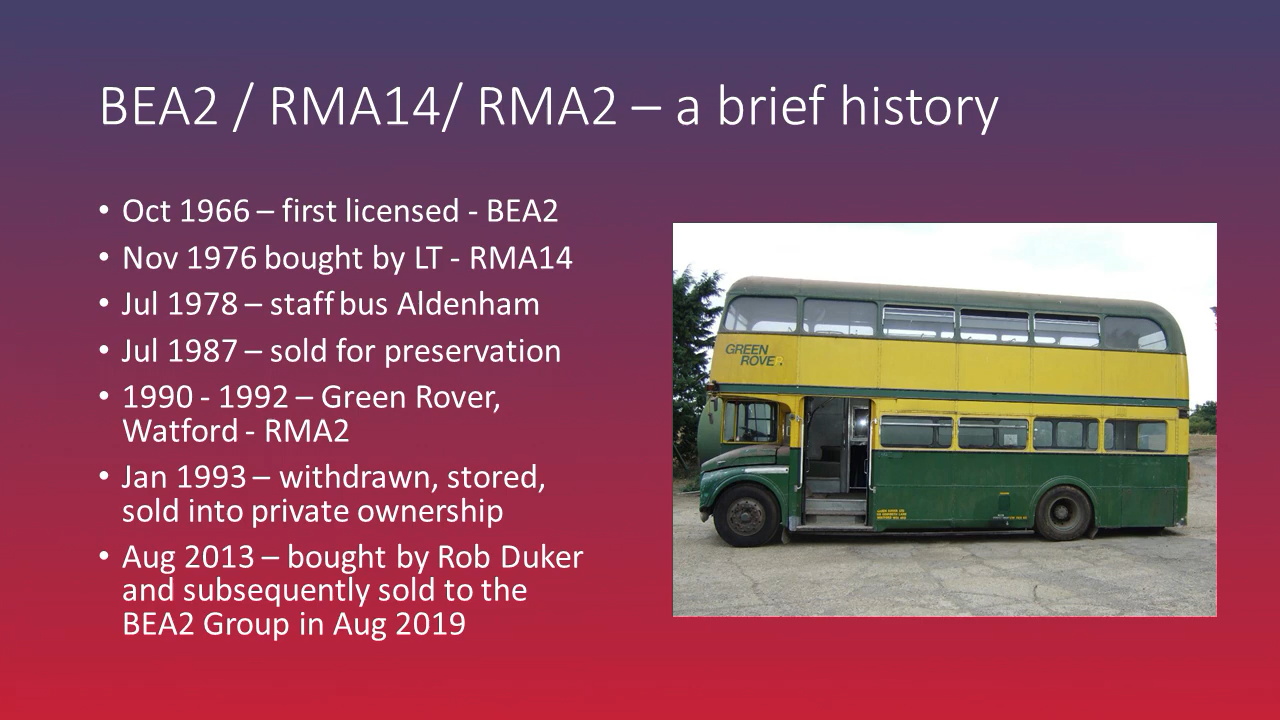 BEA2 / RMA14/ RMA2 – a brief history
• Oct 1966 – first licensed - BEA2
• Nov 1976 bought by LT - RMA14
• Jul 1978 – staff bus Aldenham
• Jul 1987 – sold for preservation
• 1990 - 1992 – Green Rover,
Watford - RMA2
• Jan 1993 – withdrawn, stored,
sold into private ownership
• Aug 2013 – bought by Rob Duker
and subsequently sold to the
BEA2 Group in Aug 2019
GREEN
ROVER